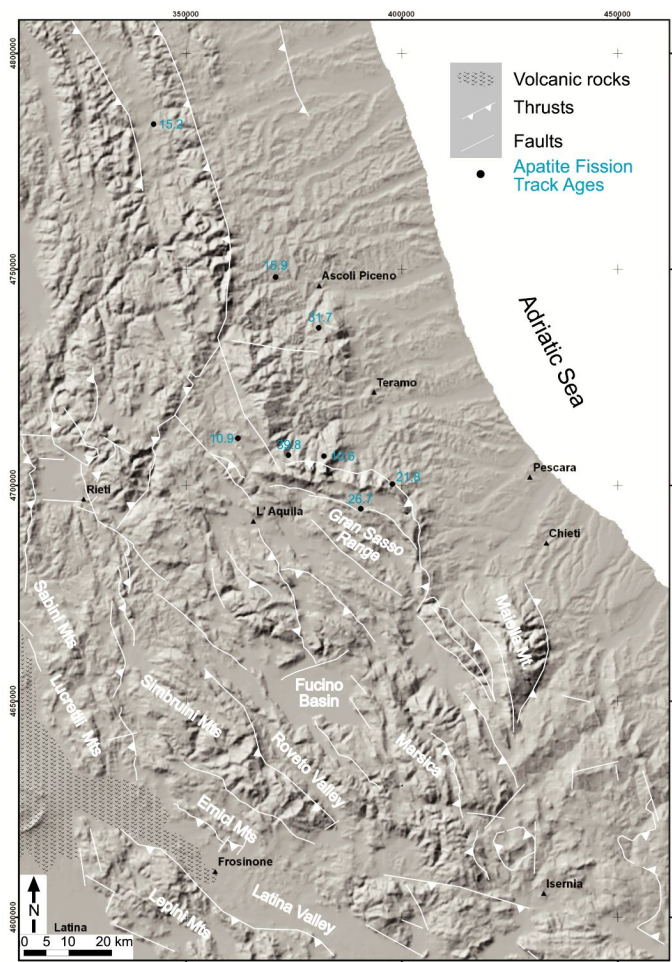 350000
400000
450000
4800000
Volcanic rocks
Thrusts
Faults
Apatite Fission
Track Ages
15.2
4750000
15.9
Ascoli Piceno
31.7
Adriatic Sea
Teramo
10.9
39.8
21.8
Pescara
4700000
Rieti
26.7
L' Aquila
Gran Sasso
Range
Chieti
Sabini Mts
Maiella Mt.
Lucretili Mts
Simbruini Mts
Fucino
Basin
4650000
Roveto Valley
Marsica
Ernici Mts
Frosinone
Isernia
Lepini Mts
Latina Valley
4600000
N
Latina
0 5 10 20 km